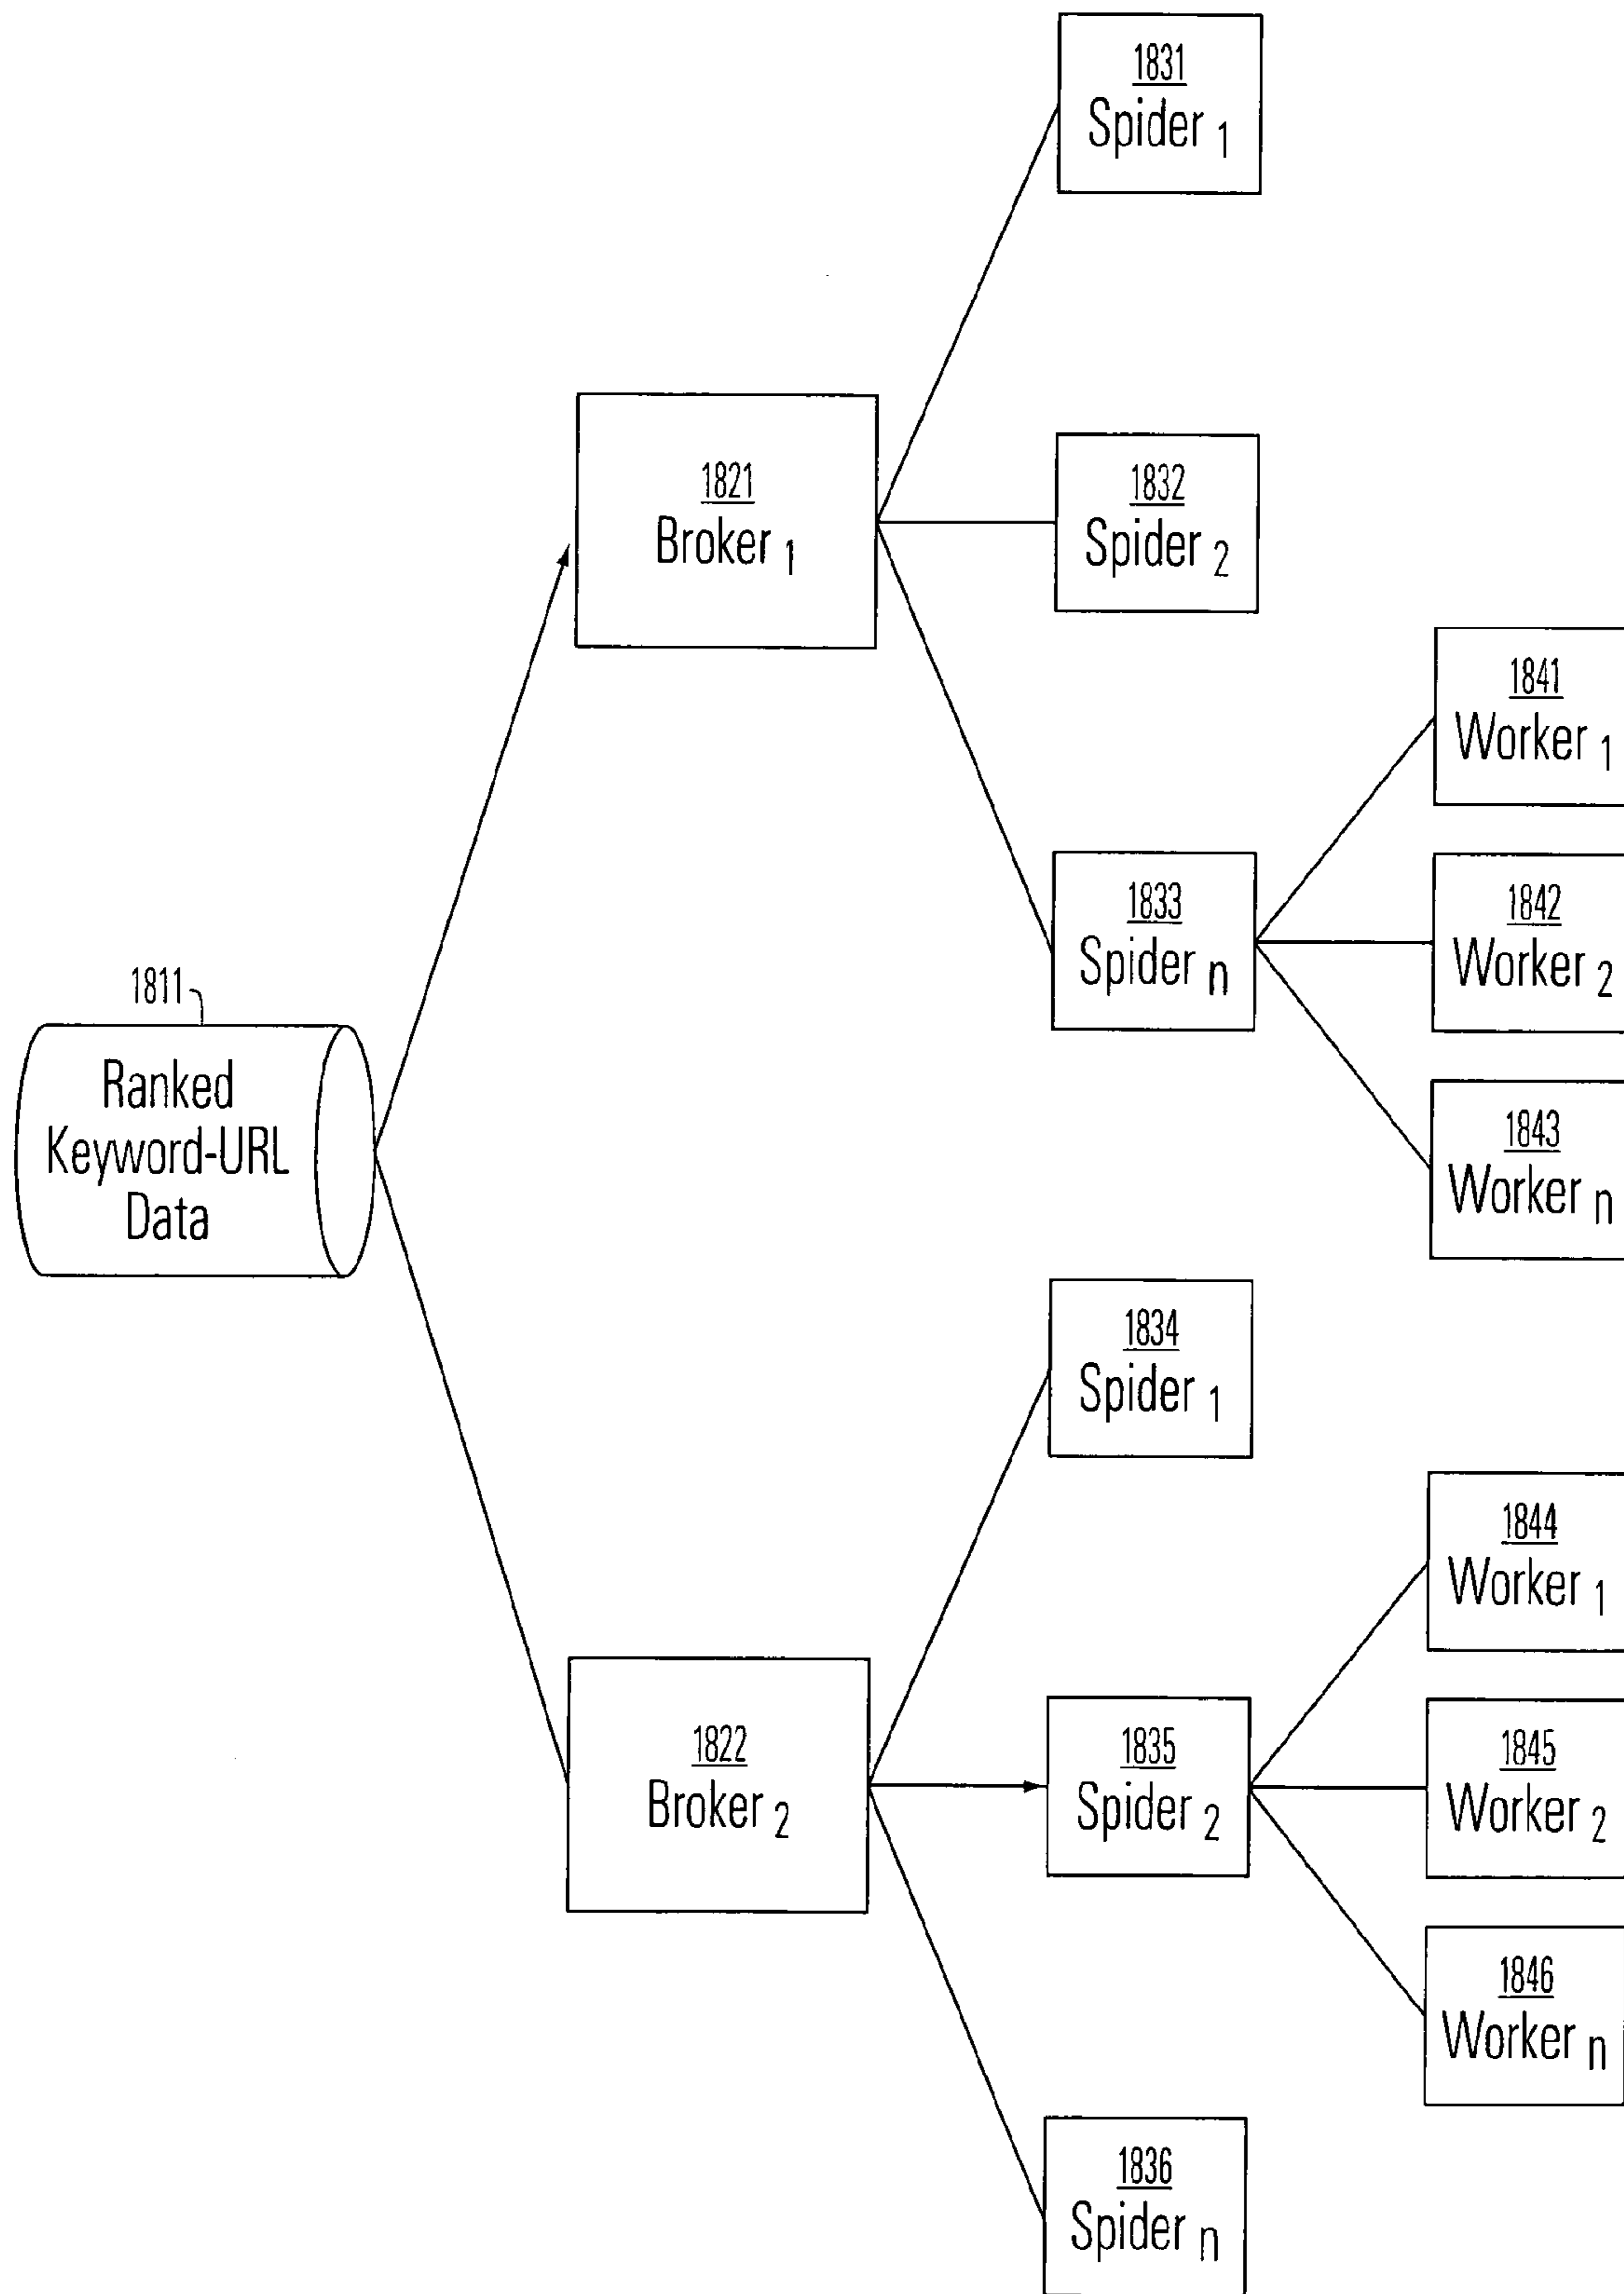 1831
Spider 1
1821
Broker 1
1832
Spider 2
1841
Worker 1
1833
Spider n
1842
Worker 2
1843
Worker n
1811
Ranked
Keyword-URL
Data
1834
Spider 1
1844
Worker 1
1822
Broker 2
1835
Spider 2
1845
Worker 2
1846
Worker n
1836
Spider n